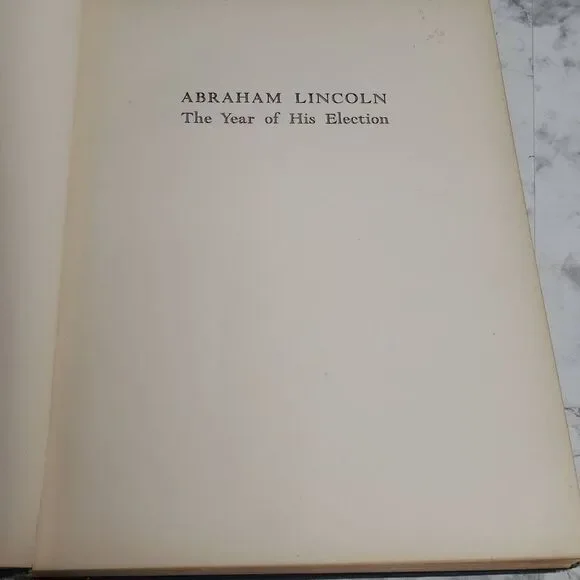 ABRAHAM LINCOLN
The Year of His Election